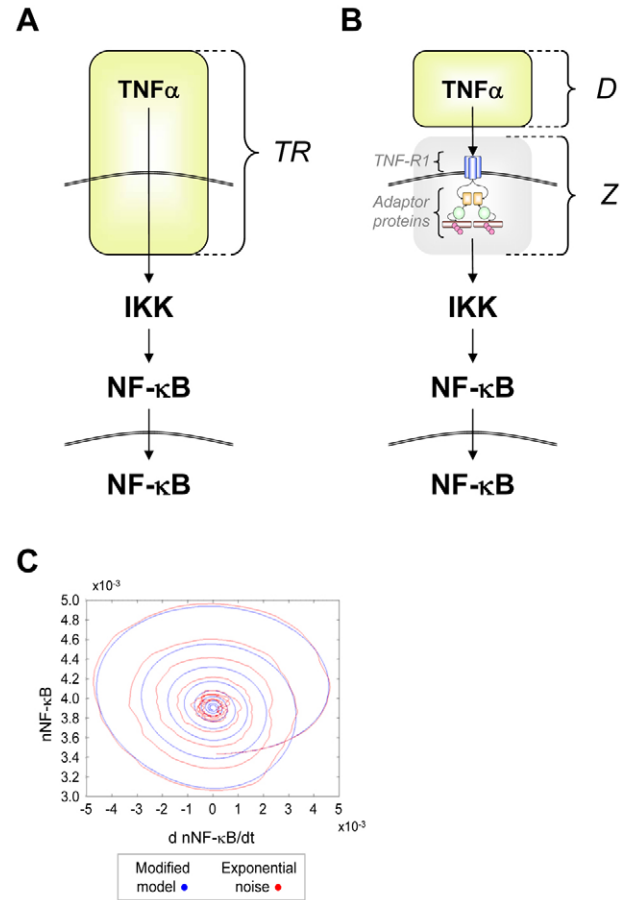 A
TNFα
TR
IKK
NF-κB
NF-κB
B
TNFα
D
TNF-R1
Adaptor
proteins
Z
IKK
NF-κB
NF-κB
C
x10-3
5.0
4.8
4.6
4.4
4.2
4.0
3.8
3.6
3.4
3.2
3.0
nNF-κB
-5 -4 -3 -2 -1 0 1 2 3 4 5
x10-3
d nNF-κB/dt
Modified Exponential
model noise